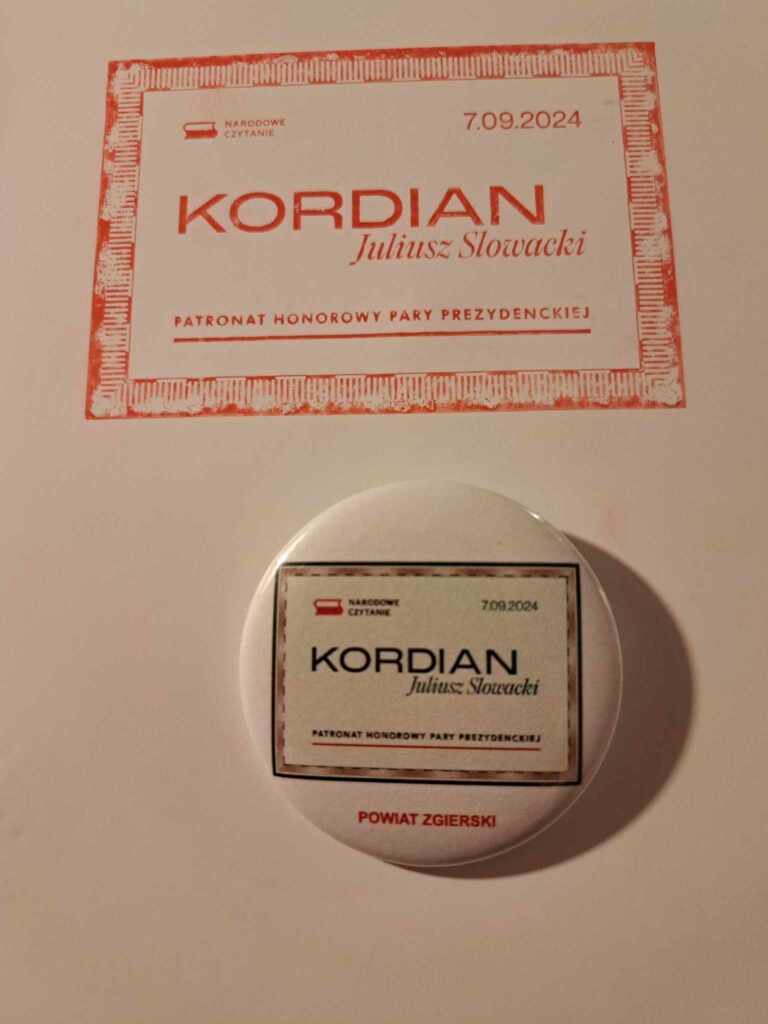 NARODOWE
CZYTANIE
7.09.2024
KORDIAN
Juliusz Słowacki
PATRONAT HONOROWY PARY PREZYDENCKIEJ
NARODOWE
CZYTANIE
7.09.2024
KORDIAN
Juliusz Słowacki
PATRONAT HONOROWY PARY PREZYDENCKIEJ
POWIAT ZGIERSKI